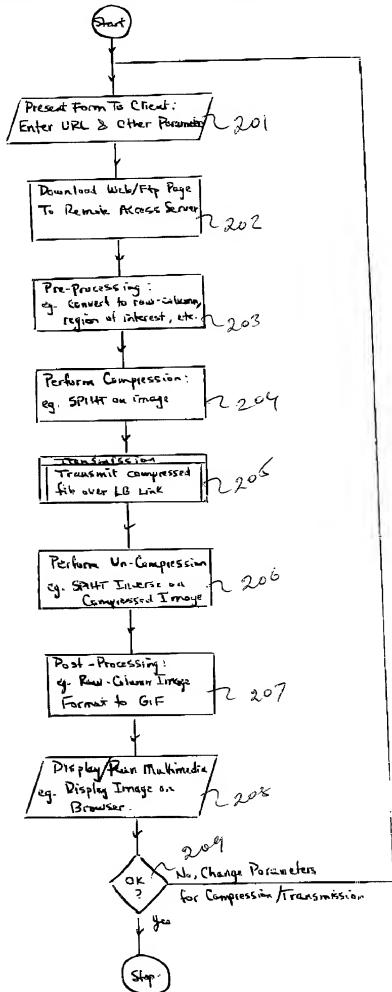 Start
Present Form To Client:
Enter URL & Other Parameters
201
Download Web/Ftp Page
To Remote Access Server
202
Pre-Processing:
eg. Convert to row-column,
region of interest, etc.
203
Perform Compression:
eg. SPIHT on image
204
Transmission
Transmit compressed
file over LB Link
205
Perform Un-Compression
eg. SPIHT Inverse on
Compressed Image
206
Post-Processing:
eg. Row-Column Image
Format to GIF
207
Display/Run Multimedia
eg. Display Image on
Browser.
208
209
OK
?
No, Change Parameters
for Compression/Transmission
Yes
Stop.